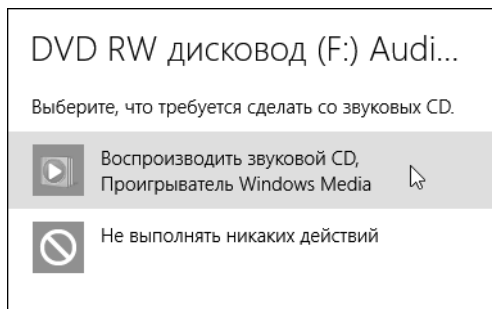 DVD RW дисковод (F:) Audi...
Выберите, что требуется сделать со звуковых CD.
Воспроизводить звуковой CD,
Проигрыватель Windows Media
Не выполнять никаких действий